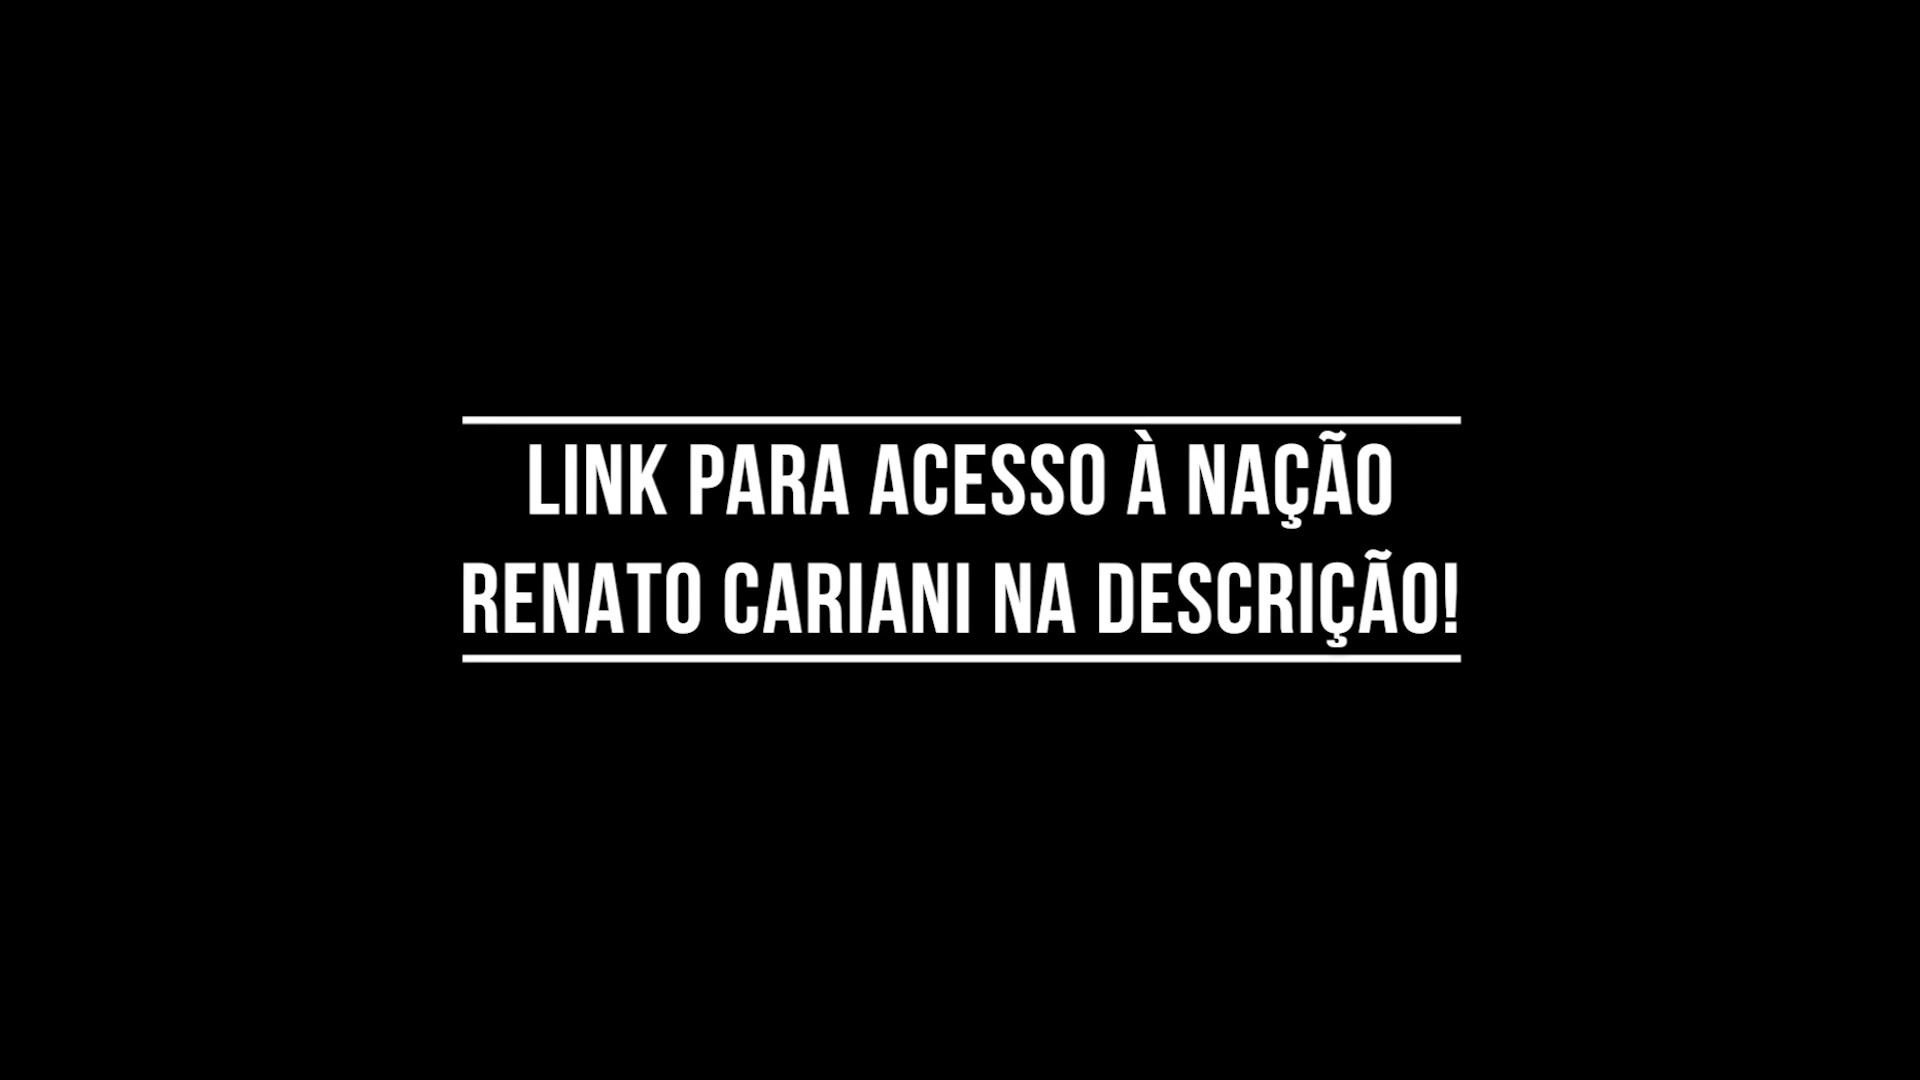 LINK PARA ACESSO À NAÇÃO
RENATO CARIANI NA DESCRIÇÃO!